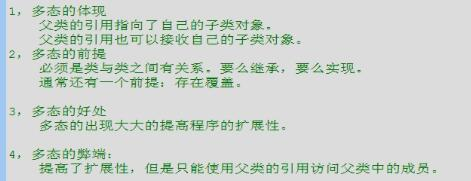 1，多态的体现
父类的引用指向了自己的子类对象。
父类的引用也可以接收自己的子类对象。
2，多态的前提
必须是类与类之间有关系。要么继承，要么实现。
通常还有一个前提：存在覆盖。
3，多态的好处
多态的出现大大的提高程序的扩展性。
4，多态的弊端：
提高了扩展性，但是只能使用父类的引用访问父类中的成员。